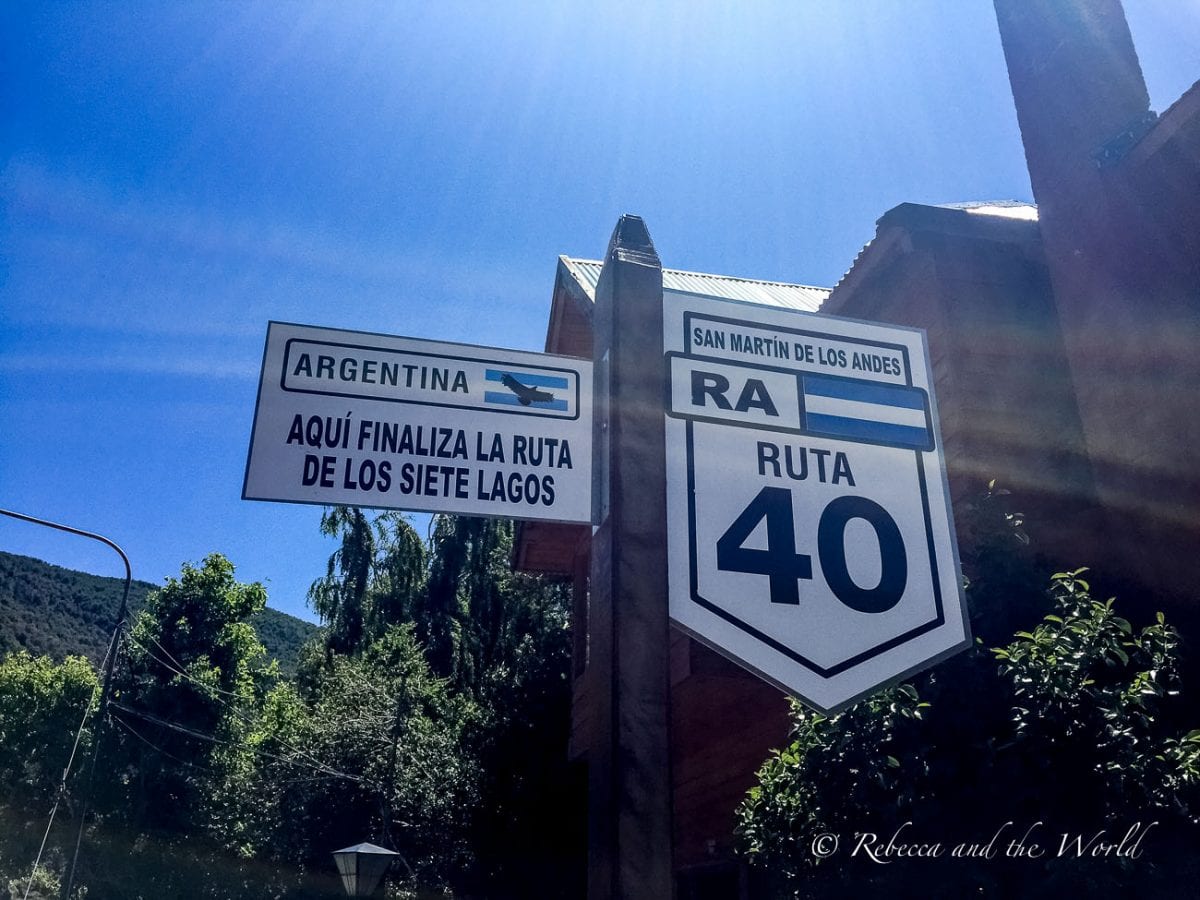 ARGENTINA
AQUÍ FINALIZA LA RUTA
DE LOS SIETE LAGOS
SAN MARTÍN DE LOS ANDES
RA
RUTA
40
© Rebecca and the World